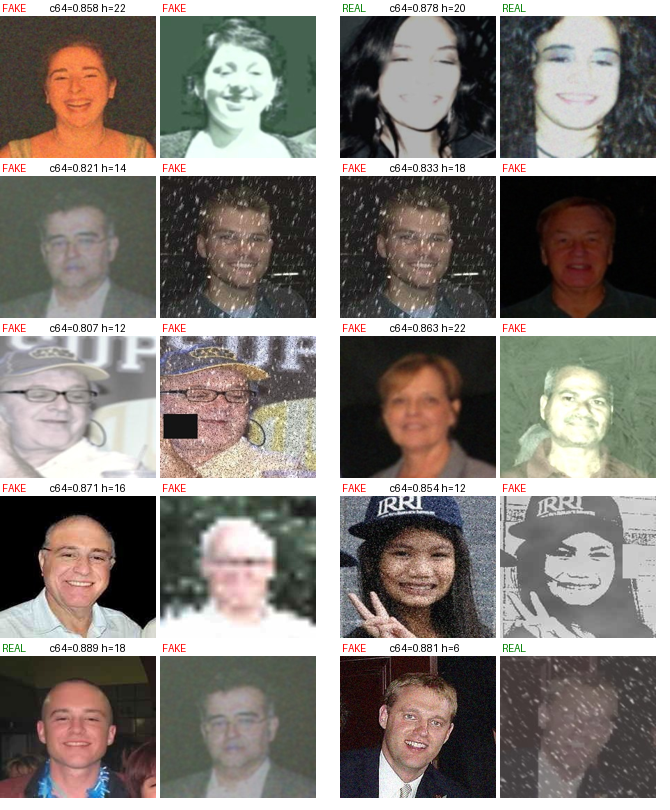 FAKE c64=0.858 h=22 FAKE REAL c64=0.878 h=20 REAL
FAKE c64=0.821 h=14 FAKE FAKE c64=0.833 h=18 FAKE
FAKE c64=0.807 h=12 FAKE FAKE c64=0.863 h=22 FAKE
FAKE c64=0.871 h=16 FAKE FAKE c64=0.854 h=12 FAKE
IRRI IRRI
REAL c64=0.889 h=18 FAKE FAKE c64=0.881 h=6 REAL